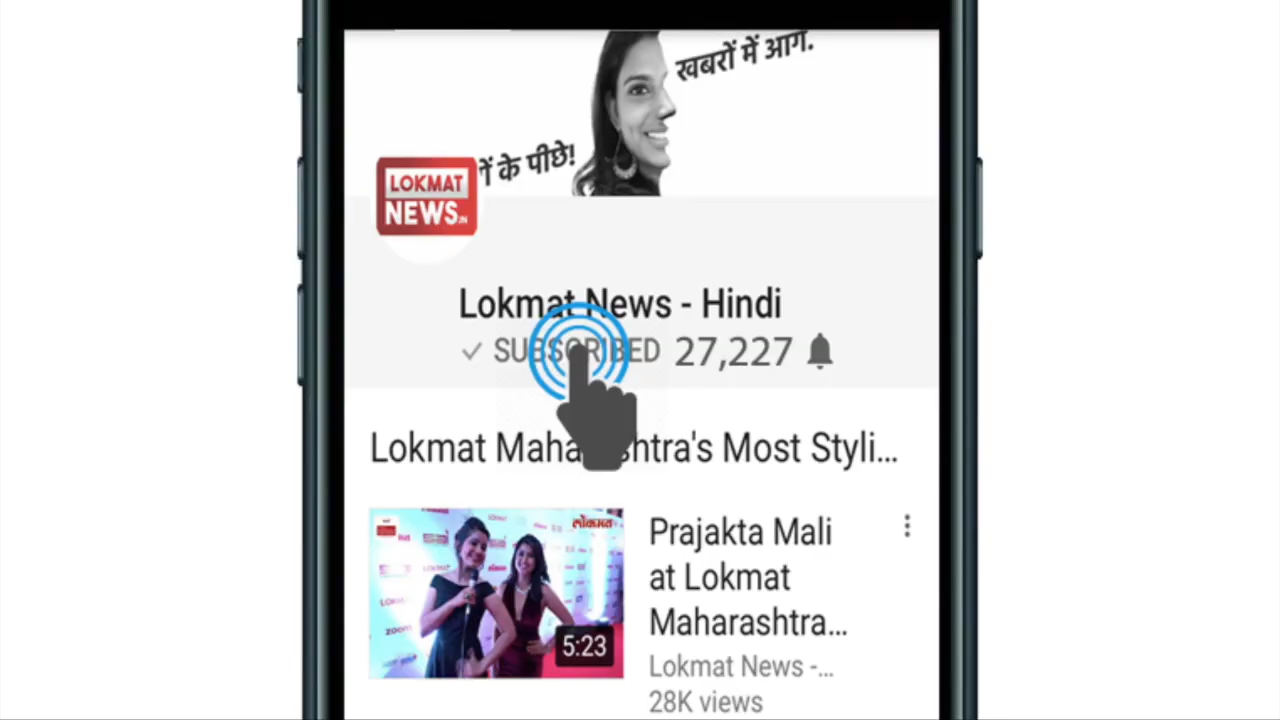 खबरों में आगे.
के पीछे!
LOKMAT
NEWS.IN
Lokmat News - Hindi
SUBSCRIBED 27,227
Lokmat Maharashtra's Most Styli...
लोकमत
5:23
Prajakta Mali
at Lokmat
Maharashtra...
Lokmat News -...
28K views